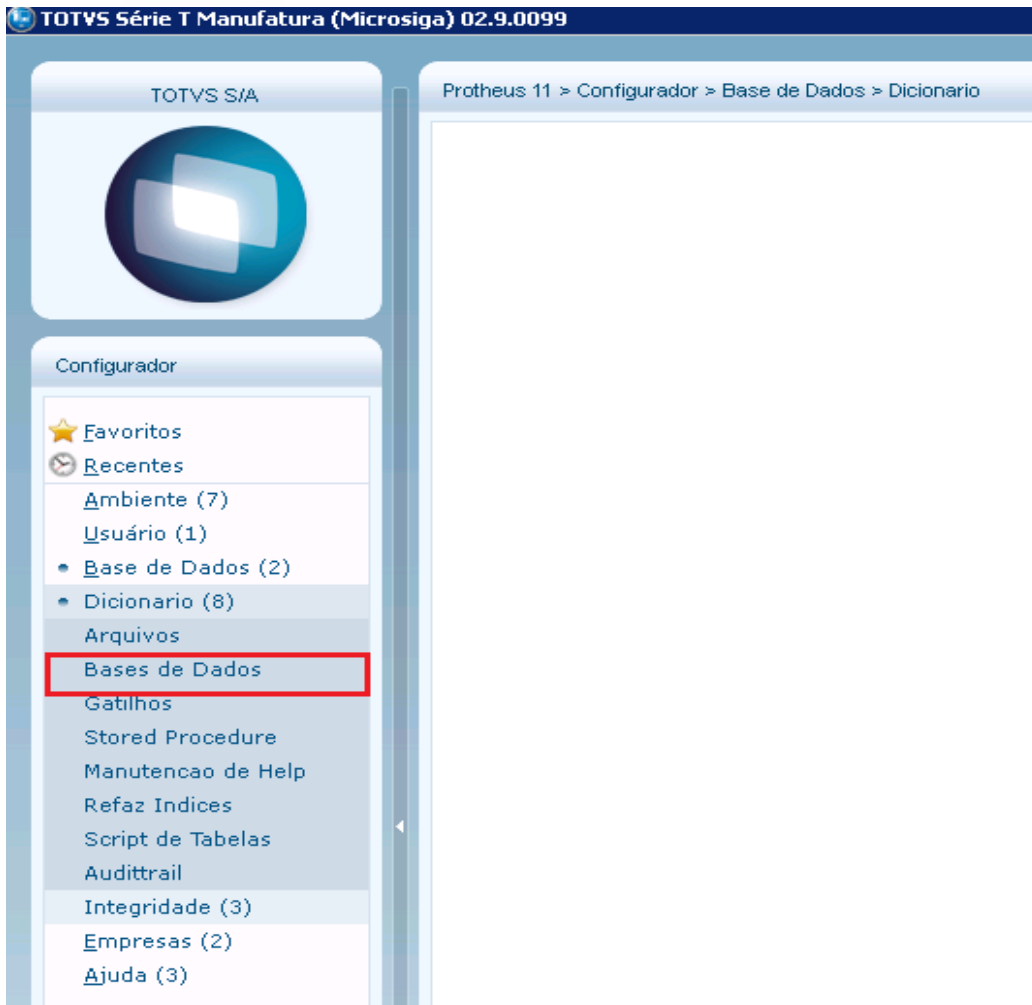 TOTVS Série T Manufatura (Microsiga) 02.9.0099
TOTVS S/A
Protheus 11 > Configurador > Base de Dados > Dicionario
Configurador
Favoritos
Recentes
Ambiente (7)
Usuário (1)
Base de Dados (2)
Dicionario (8)
Arquivos
Bases de Dados
Gatilhos
Stored Procedure
Manutencao de Help
Refaz Indices
Script de Tabelas
Audittrail
Integridade (3)
Empresas (2)
Ajuda (3)